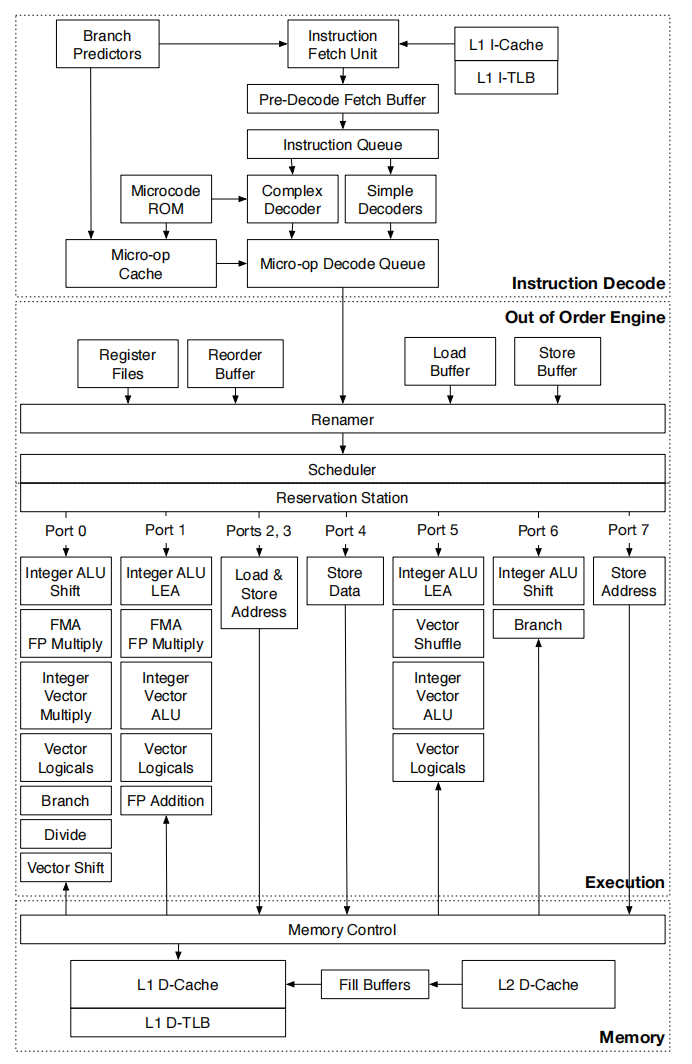 Branch
Predictors
Instruction
Fetch Unit
L1 I-Cache
L1 I-TLB
Pre-Decode Fetch Buffer
Instruction Queue
Microcode
ROM
Complex
Decoder
Simple
Decoders
Micro-op
Cache
Micro-op Decode Queue
Instruction Decode
Out of Order Engine
Register
Files
Reorder
Buffer
Load
Buffer
Store
Buffer
Renamer
Scheduler
Reservation Station
Port 0
Port 1
Ports 2, 3
Port 4
Port 5
Port 6
Port 7
Integer ALU
Shift
FMA
FP Multiply
Integer
Vector
Multiply
Vector
Logicals
Branch
Divide
Vector Shift
Integer ALU
LEA
FMA
FP Multiply
Integer
Vector
ALU
Vector
Logicals
FP Addition
Load &
Store
Address
Store
Data
Integer ALU
LEA
Vector
Shuffle
Integer
Vector
ALU
Vector
Logicals
Integer ALU
Shift
Branch
Store
Address
Execution
Memory Control
L1 D-Cache
L1 D-TLB
Fill Buffers
L2 D-Cache
Memory